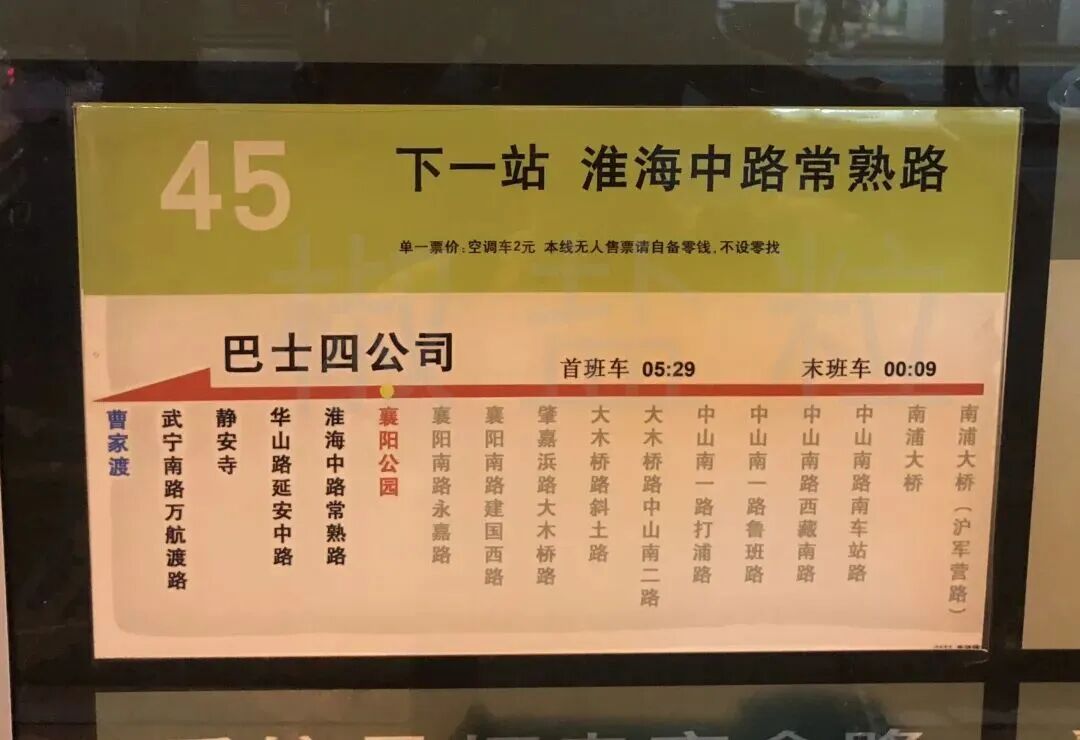 45
下一站 淮海中路常熟路
单一票价:空调车2元 本线无人售票请自备零钱,不设零找
巴士四公司
首班车 05:29
末班车 00:09
曹家渡
武宁南路万航渡路
静安寺
华山路延安中路
淮海中路常熟路
襄阳公园
襄阳南路永嘉路
襄阳南路建国西路
肇嘉浜路大木桥路
大木桥路斜土路
大木桥路中山南二路
中山南一路打浦路
中山南一路鲁班路
中山南路西藏南路
中山南路南车站路
南浦大桥
南浦大桥(沪军营路)